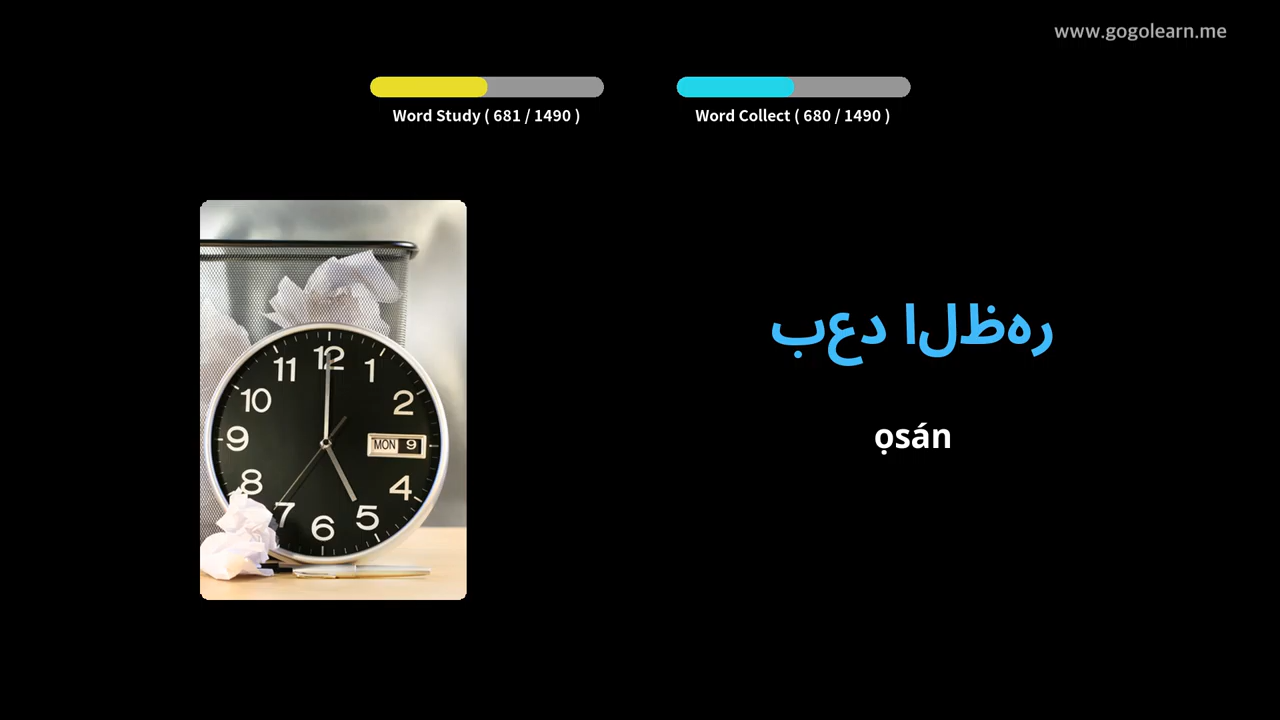 www.gogolearn.me
Word Study ( 681 / 1490 )
Word Collect ( 680 / 1490 )
بعد الظهر
ọsán
12
11
1
10
2
9
MON 9
8
4
7
5
6